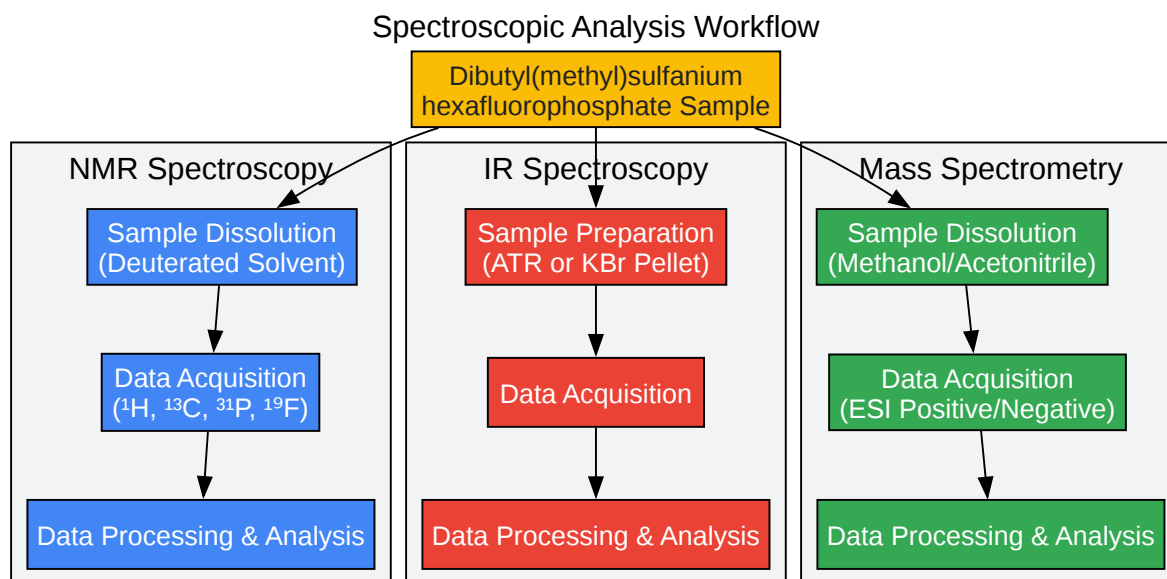 Spectroscopic Analysis Workflow
Dibutyl(methyl)sulfanium
hexafluorophosphate Sample
NMR Spectroscopy
Sample Dissolution
(Deuterated Solvent)
Data Acquisition
(¹H, ¹³C, ³¹P, ¹⁹F)
Data Processing & Analysis
IR Spectroscopy
Sample Preparation
(ATR or KBr Pellet)
Data Acquisition
Data Processing & Analysis
Mass Spectrometry
Sample Dissolution
(Methanol/Acetonitrile)
Data Acquisition
(ESI Positive/Negative)
Data Processing & Analysis